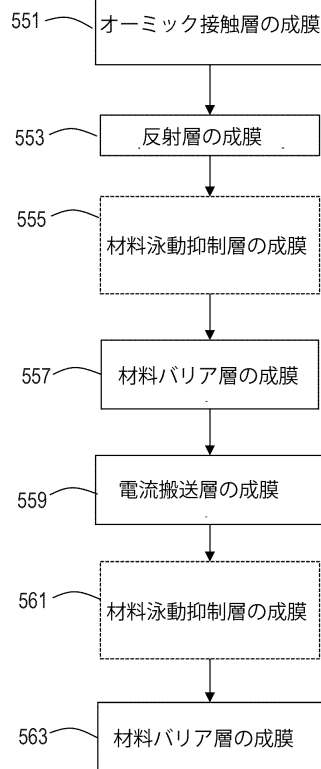 551 オーミック接触層の成膜
553 反射層の成膜
555 材料泳動抑制層の成膜
557 材料バリア層の成膜
559 電流搬送層の成膜
561 材料泳動抑制層の成膜
563 材料バリア層の成膜